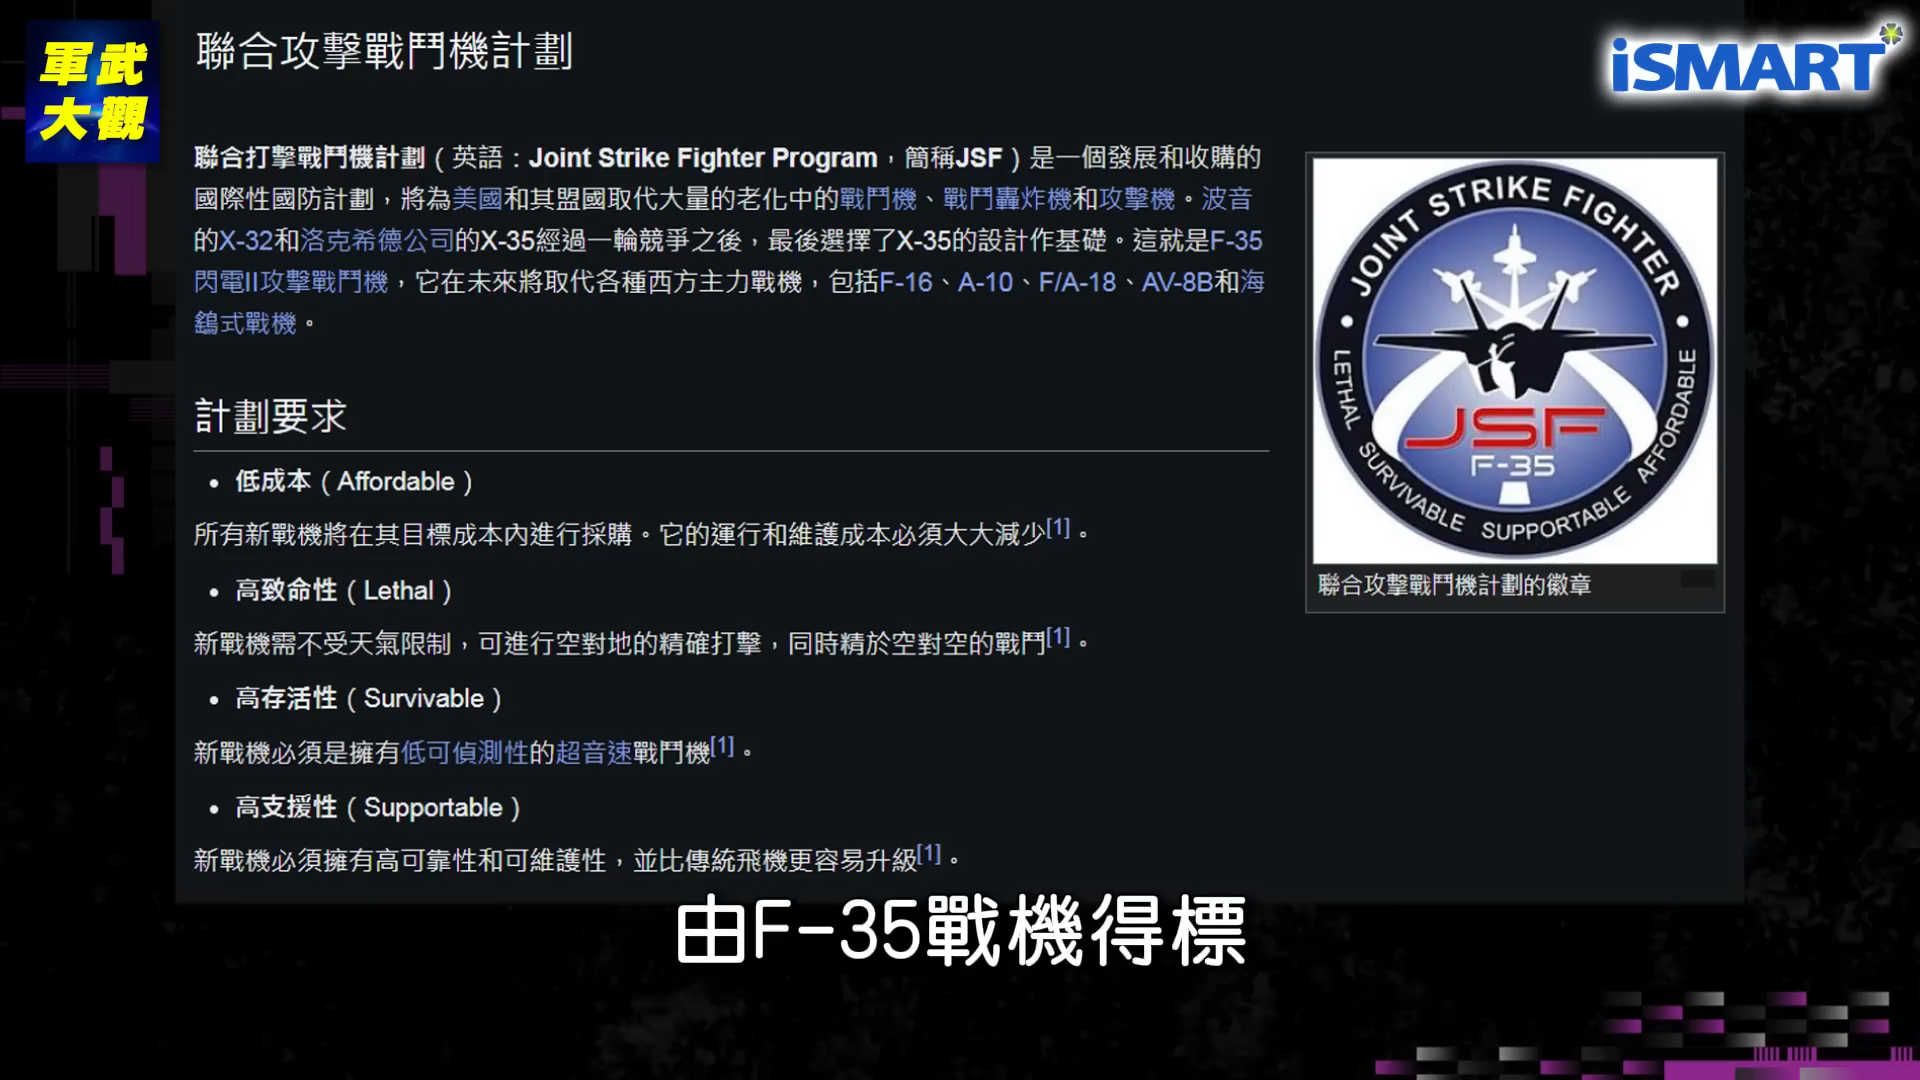 軍武
大觀
iSMART
聯合攻擊戰鬥機計劃
聯合打擊戰鬥機計劃（英語：Joint Strike Fighter Program，簡稱JSF）是一個發展和收購的
國際性國防計劃，將為美國和其盟國取代大量的老化中的戰鬥機、戰鬥轟炸機和攻擊機。波音
的X-32和洛克希德公司的X-35經過一輪競爭之後，最後選擇了X-35的設計作基礎。這就是F-35
閃電II攻擊戰鬥機，它在未來將取代各種西方主力戰機，包括F-16、A-10、F/A-18、AV-8B和海
鷂式戰機。
JOINT STRIKE FIGHTER
JSF
F-35
LETHAL SURVIVABLE SUPPORTABLE AFFORDABLE
聯合攻擊戰鬥機計劃的徽章
計劃要求
• 低成本（Affordable）
所有新戰機將在其目標成本內進行採購。它的運行和維護成本必須大大減少[1]。
• 高致命性（Lethal）
新戰機需不受天氣限制，可進行空對地的精確打擊，同時精於空對空的戰鬥[1]。
• 高存活性（Survivable）
新戰機必須是擁有低可偵測性的超音速戰鬥機[1]。
• 高支援性（Supportable）
新戰機必須擁有高可靠性和可維護性，並比傳統飛機更容易升級[1]。
由F-35戰機得標